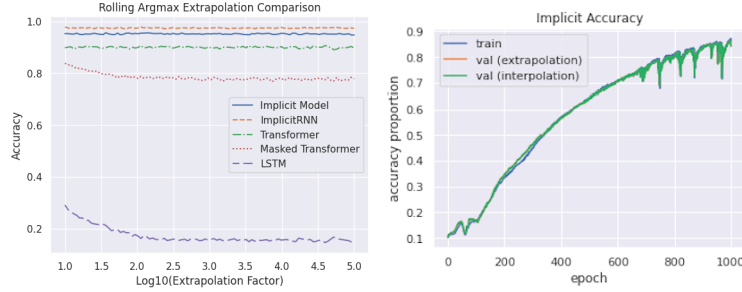 Rolling Argmax Extrapolation Comparison
1.0
0.8
0.6
0.4
0.2
Accuracy
Implicit Model
ImplicitRNN
Transformer
Masked Transformer
LSTM
1.0 1.5 2.0 2.5 3.0 3.5 4.0 4.5 5.0
Log10(Extrapolation Factor)
Implicit Accuracy
0.9
0.8
0.7
0.6
0.5
0.4
0.3
0.2
0.1
accuracy proportion
train
val (extrapolation)
val (interpolation)
0 200 400 600 800 1000
epoch